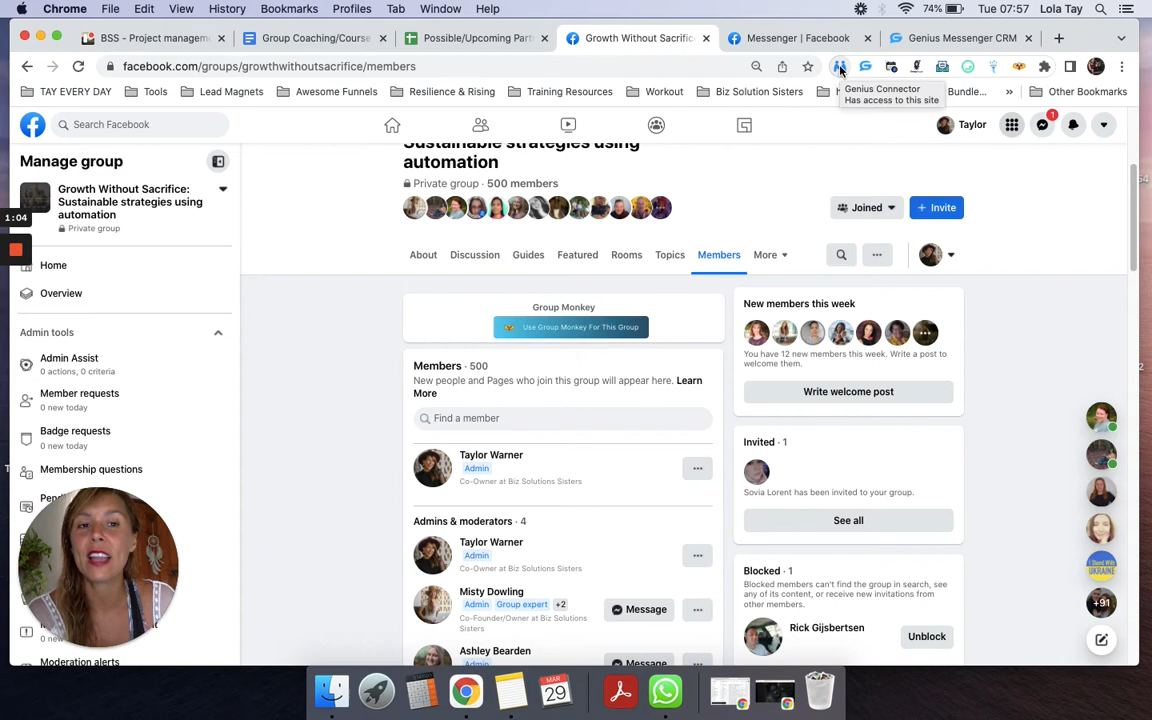 Chrome File Edit View History Bookmarks Profiles Tab Window Help 74% Tue 07:57 Lola Tay
BSS - Project managem
Group Coaching/Course
Possible/Upcoming Part
Growth Without Sacrific
Messenger | Facebook
Genius Messenger CRM
facebook.com/groups/growthwithoutsacrifice/members
TAY EVERY DAY Tools Lead Magnets Awesome Funnels Resilience & Rising Training Resources Workout Biz Solution Sisters Bundle... » Other Bookmarks
Genius Connector
Has access to this site
Search Facebook
Taylor
1
Manage group
Growth Without Sacrifice:
Sustainable strategies using
automation
Private group
1:04
Home
Overview
Admin tools
Admin Assist
0 actions, 0 criteria
Member requests
0 new today
Badge requests
0 new today
Membership questions
Moderation alerts
Sustainable strategies using
automation
Private group · 500 members
Joined
+ Invite
About Discussion Guides Featured Rooms Topics Members More
Group Monkey
Use Group Monkey For This Group
Members · 500
New people and Pages who join this group will appear here. Learn
More
Find a member
Taylor Warner
Admin
Co-Owner at Biz Solutions Sisters
Admins & moderators · 4
Taylor Warner
Admin
Co-Owner at Biz Solutions Sisters
Misty Dowling
Admin Group expert +2
Co-Founder/Owner at Biz Solutions
Sisters
Message
Ashley Bearden
Admin
Message
New members this week
You have 12 new members this week. Write a post to
welcome them.
Write welcome post
Invited · 1
Sovia Lorent has been invited to your group.
See all
Blocked · 1
Blocked members can't find the group in search, see
any of its content, or receive new invitations from
other members.
Rick Gijsbertsen
Unblock
I Stand With
UKRAINE
+91
MAR
29